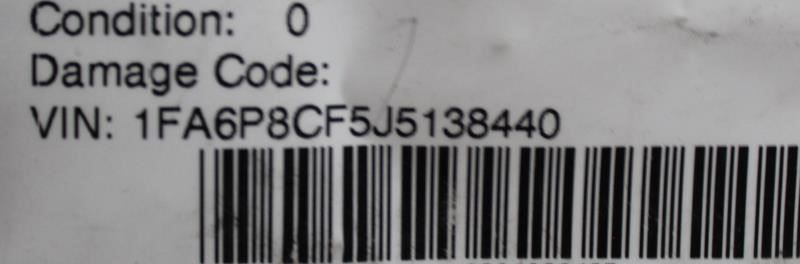 Condition: 0
Damage Code:
VIN: 1FA6P8CF5J5138440